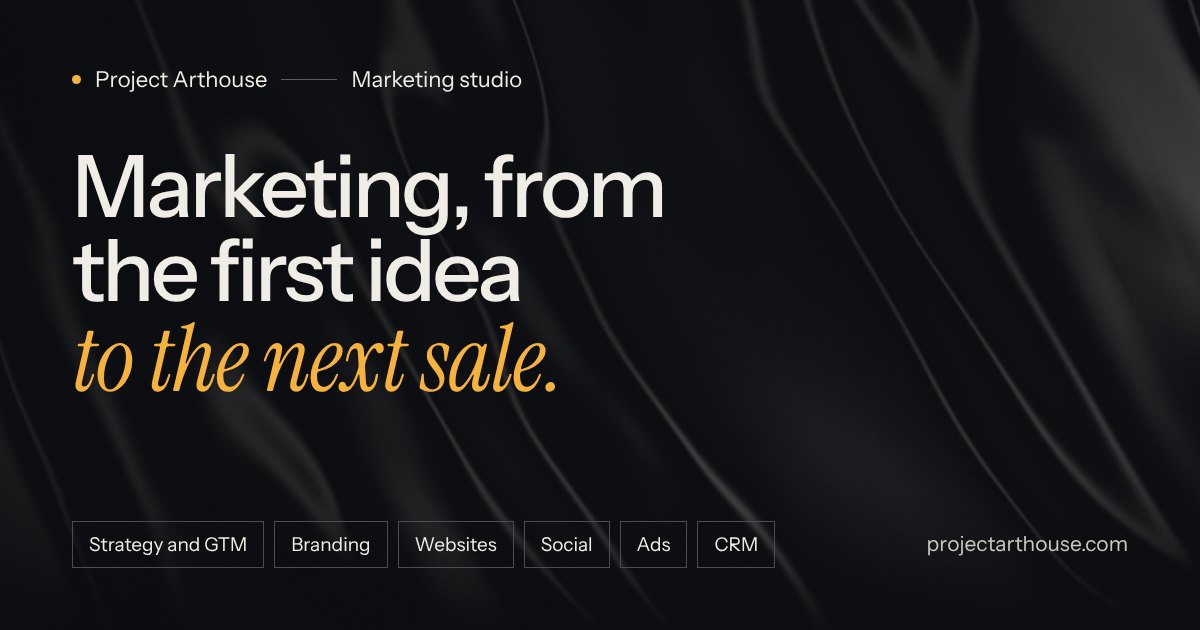 Project Arthouse Marketing studio
Marketing, from
the first idea
to the next sale.
Strategy and GTM Branding Websites Social Ads CRM projectarthouse.com